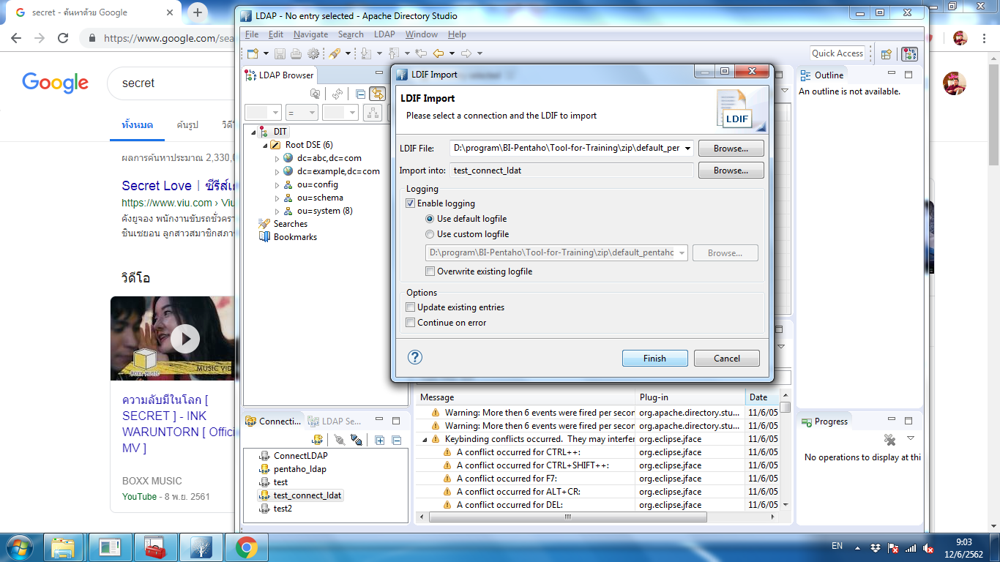 secret - ค้นหาด้วย Google
https://www.google.com/sea
Google
secret
ทั้งหมด ค้นรูป วิดีโ
ผลการค้นหาประมาณ 2,330,0
Secret Love | ซีรีส์เ
https://www.viu.com › Viu
คังยูจอง พนักงานขับรถชั่วครา
ชินเซยอน ลูกสาวสมาชิกสภา
วิดีโอ
BOXX MUSIC
MUSIC VID
ความลับมีในโลก [
SECRET ] - INK
WARUNTORN [ Offici
MV ]
BOXX MUSIC
YouTube - 8 พ.ย. 2561
LDAP - No entry selected - Apache Directory Studio
File Edit Navigate Search LDAP Window Help
Quick Access
LDAP Browser
=
DIT
Root DSE (6)
dc=abc,dc=com
dc=example,dc=com
ou=config
ou=schema
ou=system (8)
Searches
Bookmarks
Outline
An outline is not available.
LDIF Import
LDIF Import
Please select a connection and the LDIF to import
LDIF
LDIF File: D:\program\BI-Pentaho\Tool-for-Training\zip\default_per Browse...
Import into: test_connect_ldat Browse...
Logging
Enable logging
Use default logfile
Use custom logfile
D:\program\BI-Pentaho\Tool-for-Training\zip\default_pentaho Browse...
Overwrite existing logfile
Options
Update existing entries
Continue on error
Finish Cancel
Message Plug-in Date
Warning: More then 6 events were fired per secon org.apache.directory.stu... 11/6/05
Warning: More then 6 events were fired per secon org.apache.directory.stu... 11/6/05
Keybinding conflicts occurred. They may interfer org.eclipse.jface 11/6/05
A conflict occurred for CTRL++: org.eclipse.jface 11/6/05
A conflict occurred for CTRL+SHIFT++: org.eclipse.jface 11/6/05
A conflict occurred for F7: org.eclipse.jface 11/6/05
A conflict occurred for ALT+CR: org.eclipse.jface 11/6/05
A conflict occurred for DEL: org.eclipse.jface 11/6/05
Connecti... LDAP Se...
ConnectLDAP
pentaho_ldap
test
test_connect_ldat
test2
Progress
No operations to display at thi
EN
9:03
12/6/2562